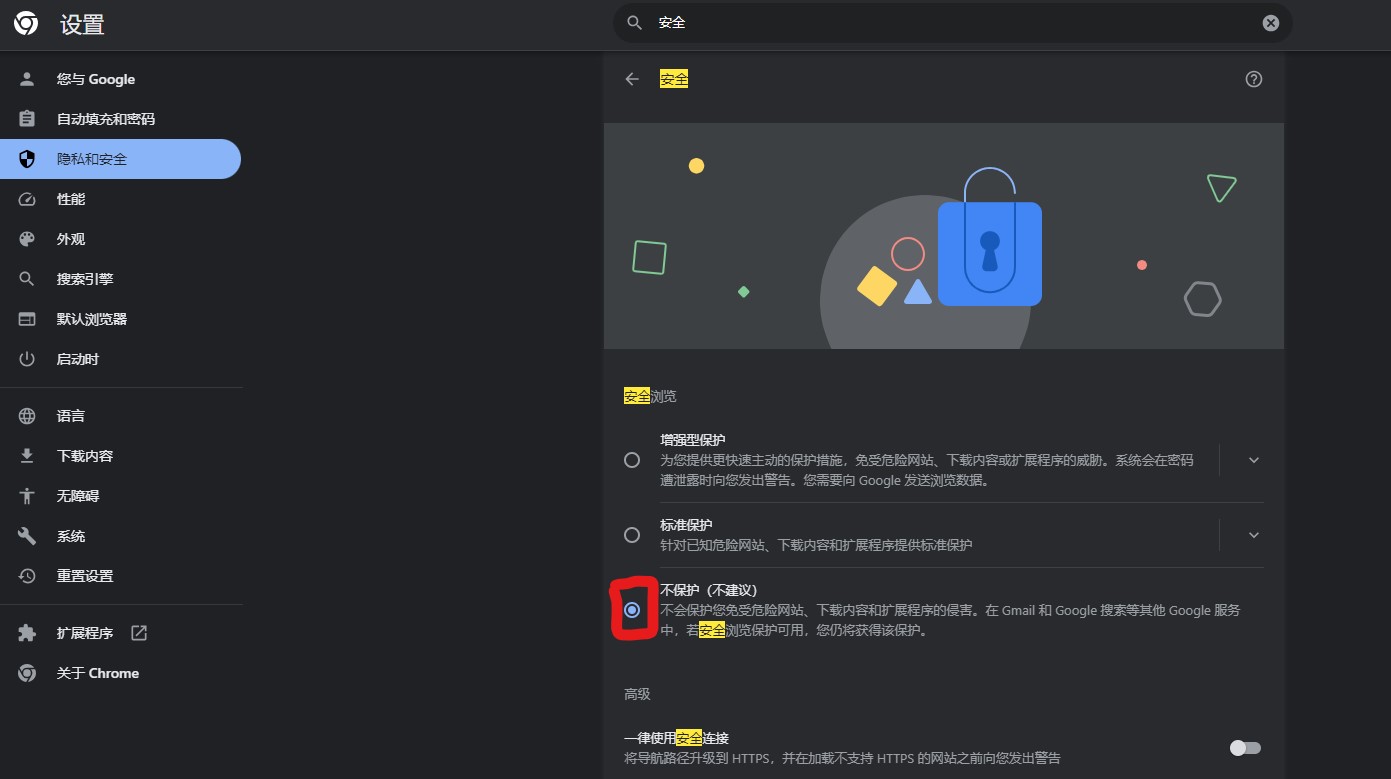 设置
安全
您与 Google
自动填充和密码
隐私和安全
性能
外观
搜索引擎
默认浏览器
启动时
语言
下载内容
无障碍
系统
重置设置
扩展程序
关于 Chrome
安全
安全浏览
增强型保护
为您提供更快速主动的保护措施，免受危险网站、下载内容或扩展程序的威胁。系统会在密码
遭泄露时向您发出警告。您需要向 Google 发送浏览数据。
标准保护
针对已知危险网站、下载内容和扩展程序提供标准保护
不保护（不建议）
不会保护您免受危险网站、下载内容和扩展程序的侵害。在 Gmail 和 Google 搜索等其他 Google 服务
中，若安全浏览保护可用，您仍将获得该保护。
高级
一律使用安全连接
将导航路径升级到 HTTPS，并在加载不支持 HTTPS 的网站之前向您发出警告